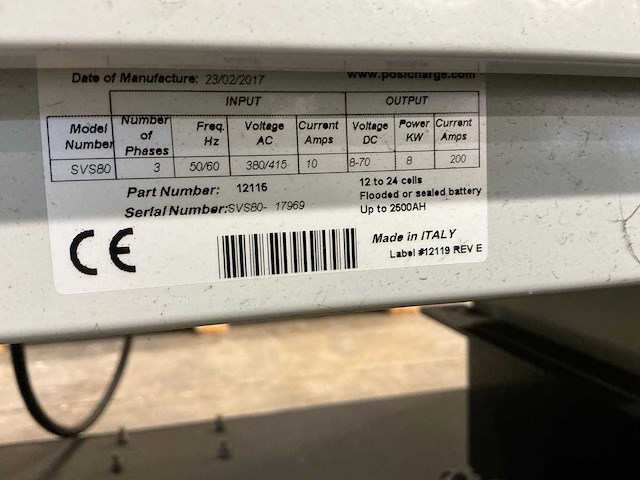 Date of Manufacture: 23/02/2017
www.posicharge.com
INPUT OUTPUT
Model Number Number of Phases Freq. Hz Voltage AC Current Amps Voltage DC Power KW Current Amps
SVS80 3 50/60 380/415 10 8-70 8 200
Part Number: 12116
12 to 24 cells
Flooded or sealed battery
Serial Number:SVS80- 17969
Up to 2500AH
CE
Made in ITALY
Label #12119 REV E